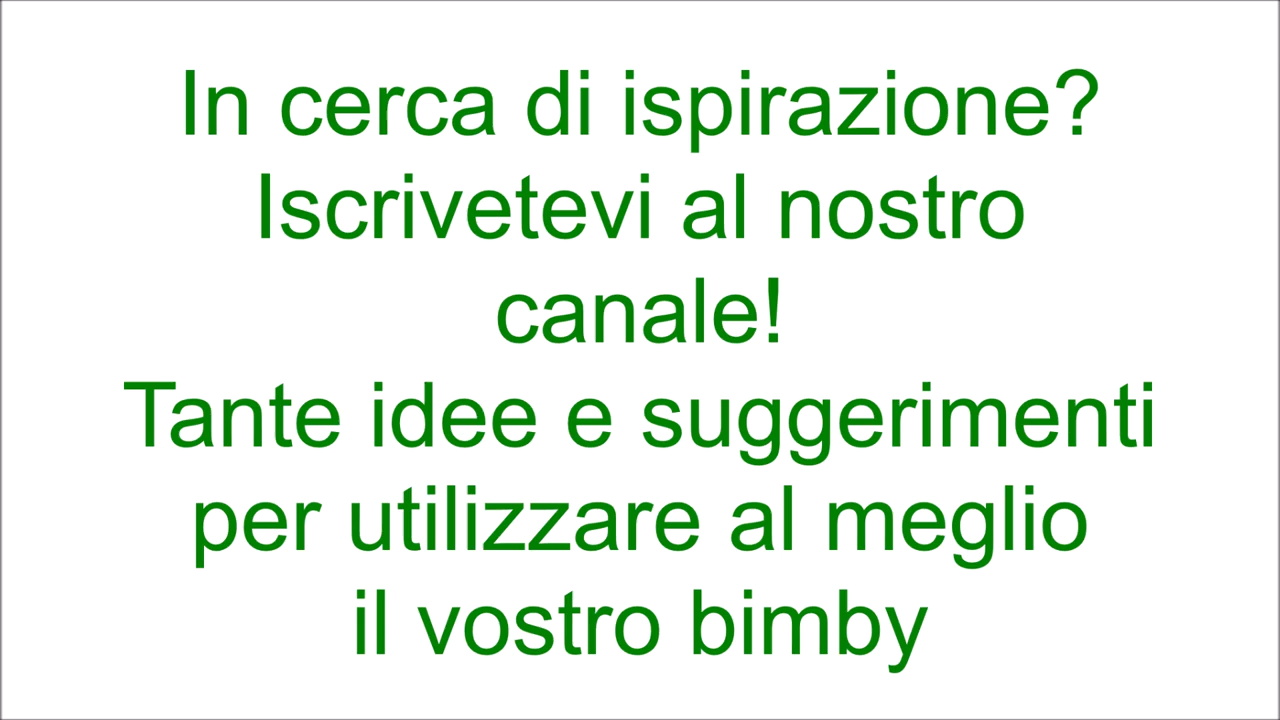 In cerca di ispirazione?
Iscrivetevi al nostro
canale!
Tante idee e suggerimenti
per utilizzare al meglio
il vostro bimby